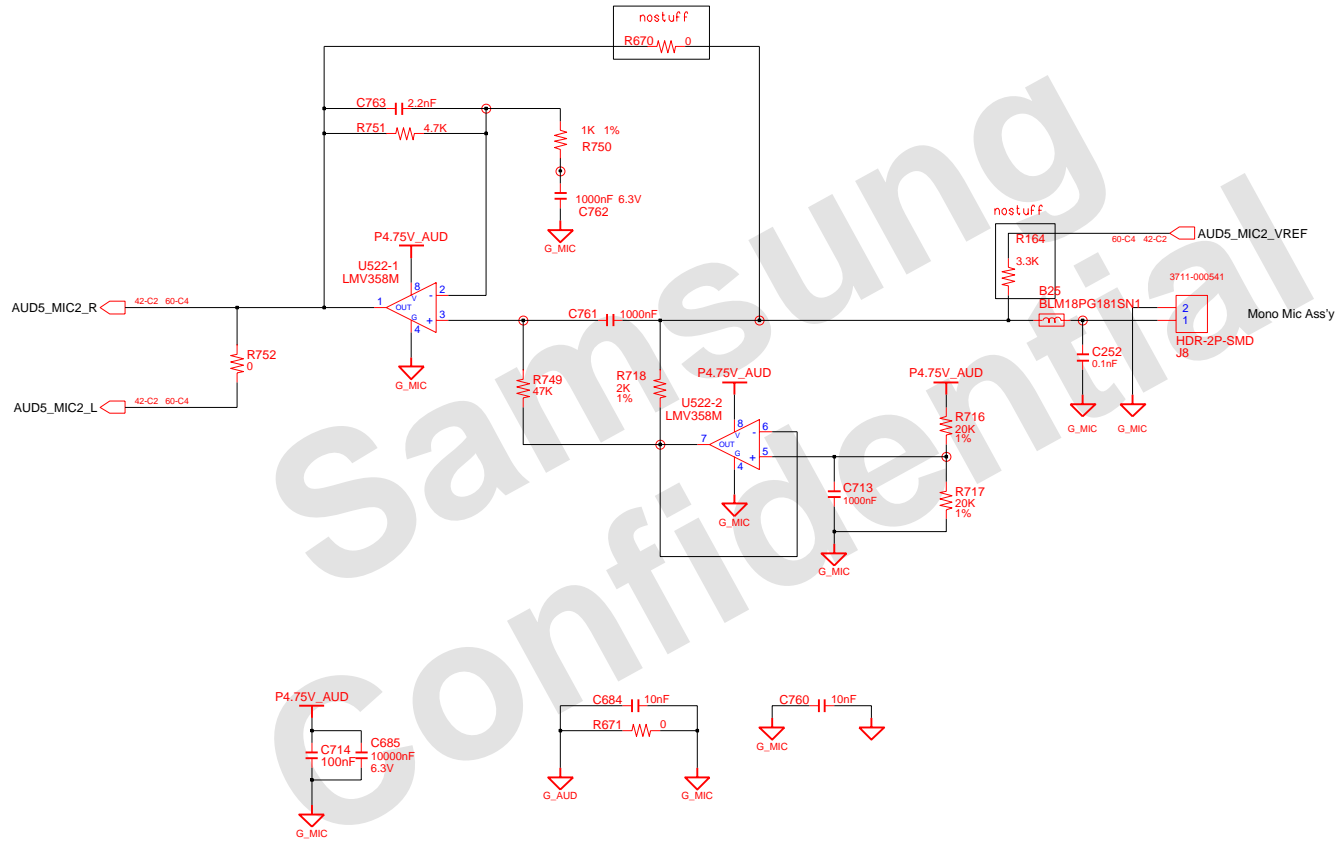 nostuff
R670 0
C763 2.2nF
R751 4.7K
1K 1%
R750
1000nF 6.3V
C762
G_MIC
P4.75V_AUD
U522-1
LMV358M
8
V
2
-
1
OUT
+
3
G
4
G_MIC
AUD5_MIC2_R
42-C2 60-C4
R752
0
AUD5_MIC2_L
42-C2 60-C4
C761 1000nF
R749
47K
R718
2K
1%
P4.75V_AUD
U522-2
LMV358M
8
V
6
-
7
OUT
+
5
G
4
G_MIC
C713
1000nF
G_MIC
P4.75V_AUD
R716
20K
1%
R717
20K
1%
nostuff
R164
3.3K
60-C4 42-C2
AUD5_MIC2_VREF
B25
BLM18PG181SN1
3711-000541
2
1
HDR-2P-SMD
J8
Mono Mic Ass'y
C252
0.1nF
G_MIC
G_MIC
P4.75V_AUD
C714
100nF
C685
10000nF
6.3V
G_MIC
C684 10nF
R671 0
G_AUD
G_MIC
C760 10nF
G_MIC
Samsung
Confidential